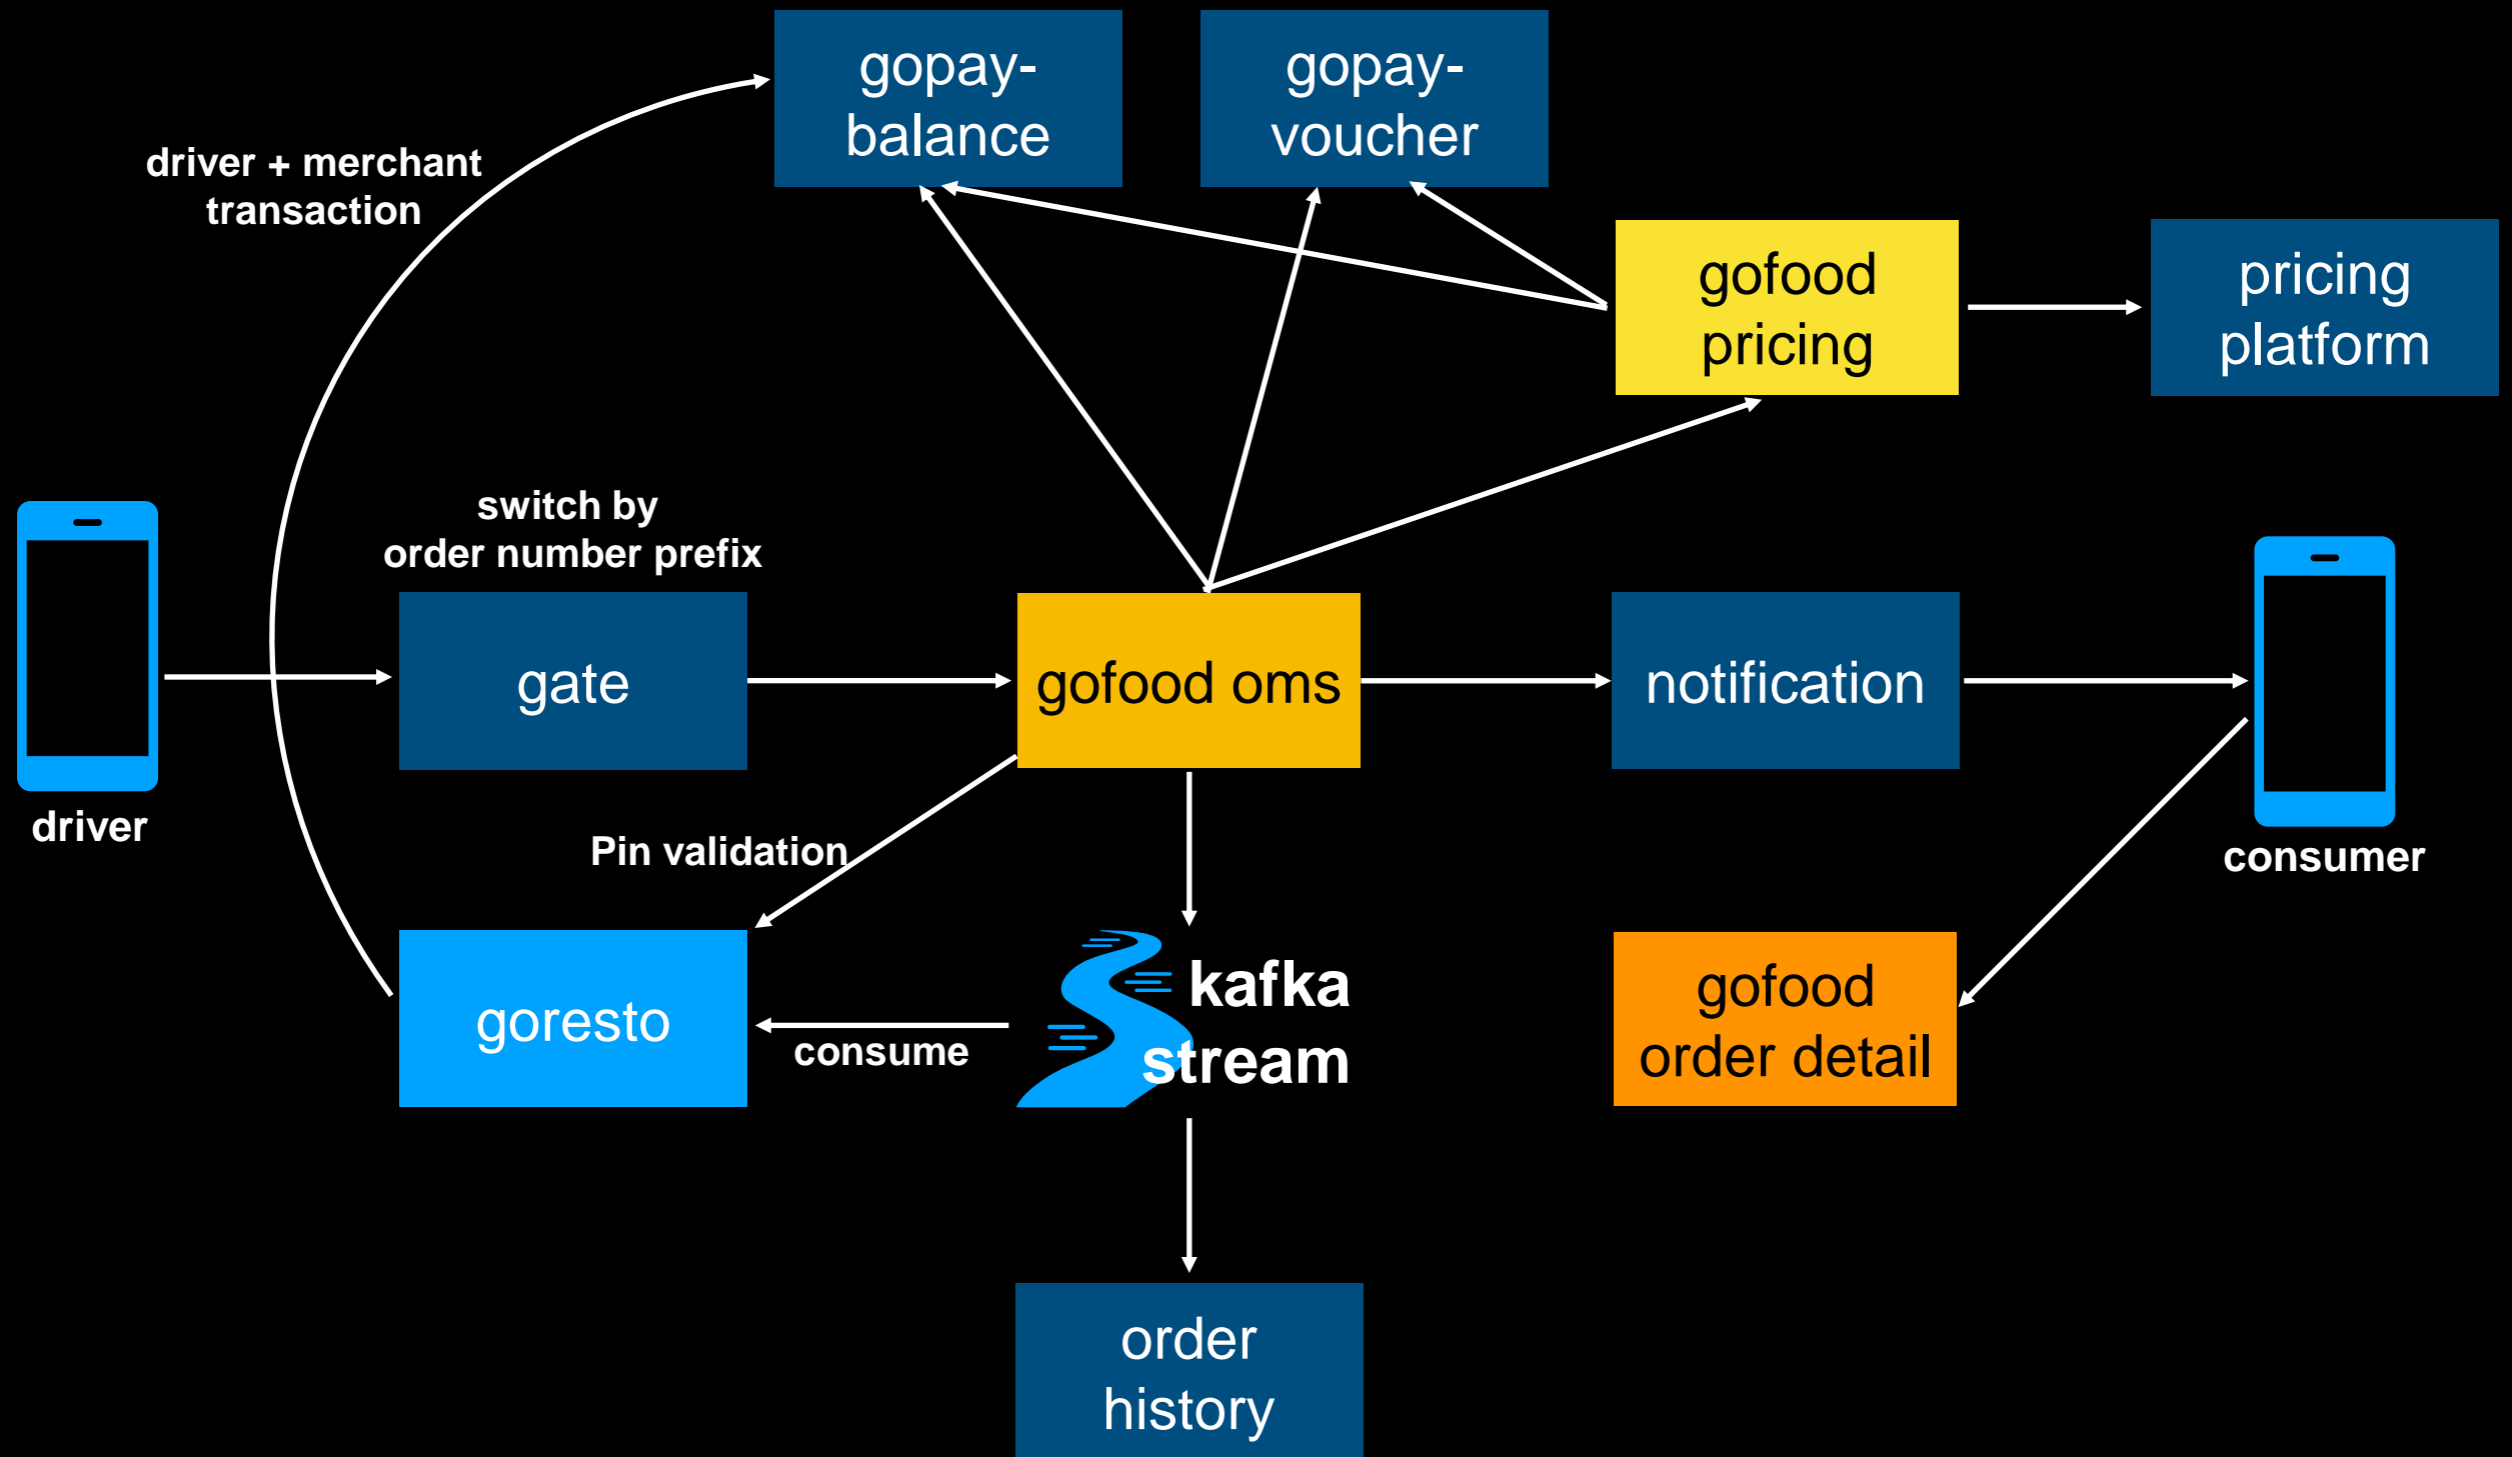 gopay-
balance
gopay-
voucher
driver + merchant
transaction
gofood
pricing
pricing
platform
switch by
order number prefix
gate
gofood oms
notification
driver
Pin validation
consumer
goresto
consume
kafka
stream
gofood
order detail
order
history